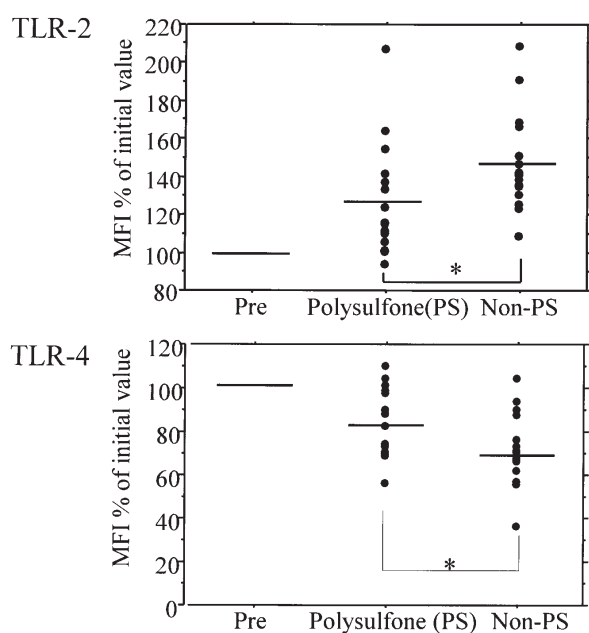 TLR-2
MFI % of initial value
220
200
180
160
140
120
100
80
*
Pre Polysulfone(PS) Non-PS
TLR-4
MFI % of initial value
120
100
80
60
40
20
0
*
Pre Polysulfone (PS) Non-PS